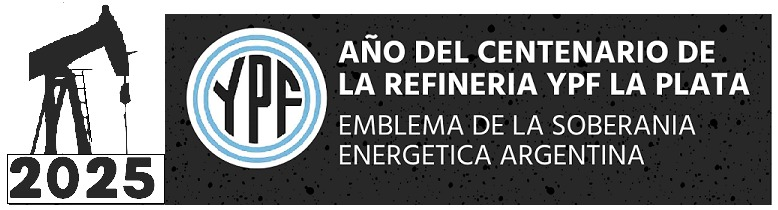 2025
YPF
AÑO DEL CENTENARIO DE
LA REFINERIA YPF LA PLATA
EMBLEMA DE LA SOBERANIA
ENERGETICA ARGENTINA